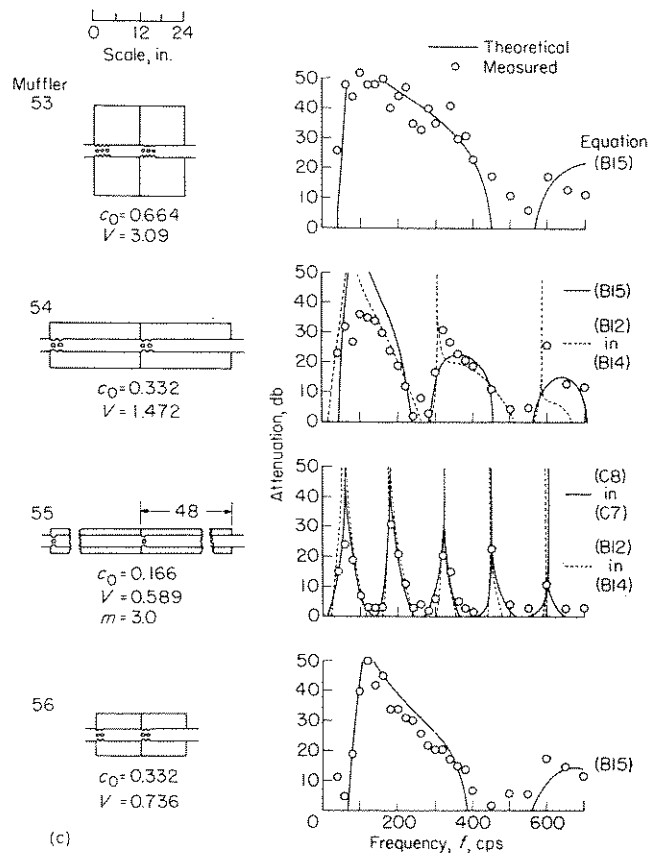 0 12 24
Scale, in.
Muffler
53
c0=0.664
V=3.09
Theoretical
Measured
Equation
(B15)
50
40
30
20
10
0
54
c0=0.332
V=1.472
50
40
30
20
10
0
(B15)
(B12)
in
(B14)
Attenuation, db
55
48
c0=0.166
V=0.589
m=3.0
50
40
30
20
10
0
(C8)
in
(C7)
(B12)
in
(B14)
56
c0=0.332
V=0.736
50
40
30
20
10
0 200 400 600
(B15)
Frequency, f, cps
(c)